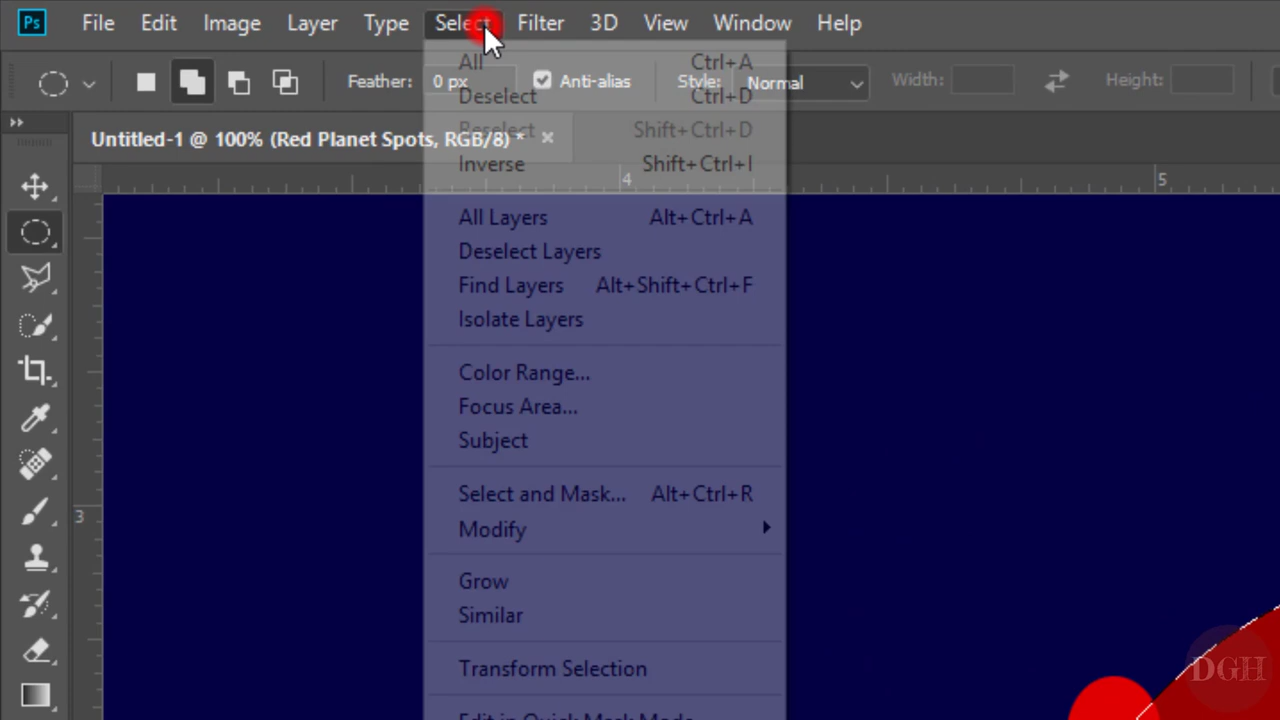 Ps File Edit Image Layer Type Select Filter 3D View Window Help
Feather: 0 px Anti-alias Style: Normal Width: Height:
Untitled-1 @ 100% (Red Planet Spots, RGB/8) *
4 5
3
All Ctrl+A
Deselect Ctrl+D
Reselect Shift+Ctrl+D
Inverse Shift+Ctrl+I
All Layers Alt+Ctrl+A
Deselect Layers
Find Layers Alt+Shift+Ctrl+F
Isolate Layers
Color Range...
Focus Area...
Subject
Select and Mask... Alt+Ctrl+R
Modify
Grow
Similar
Transform Selection
Edit in Quick Mask Mode
DGH